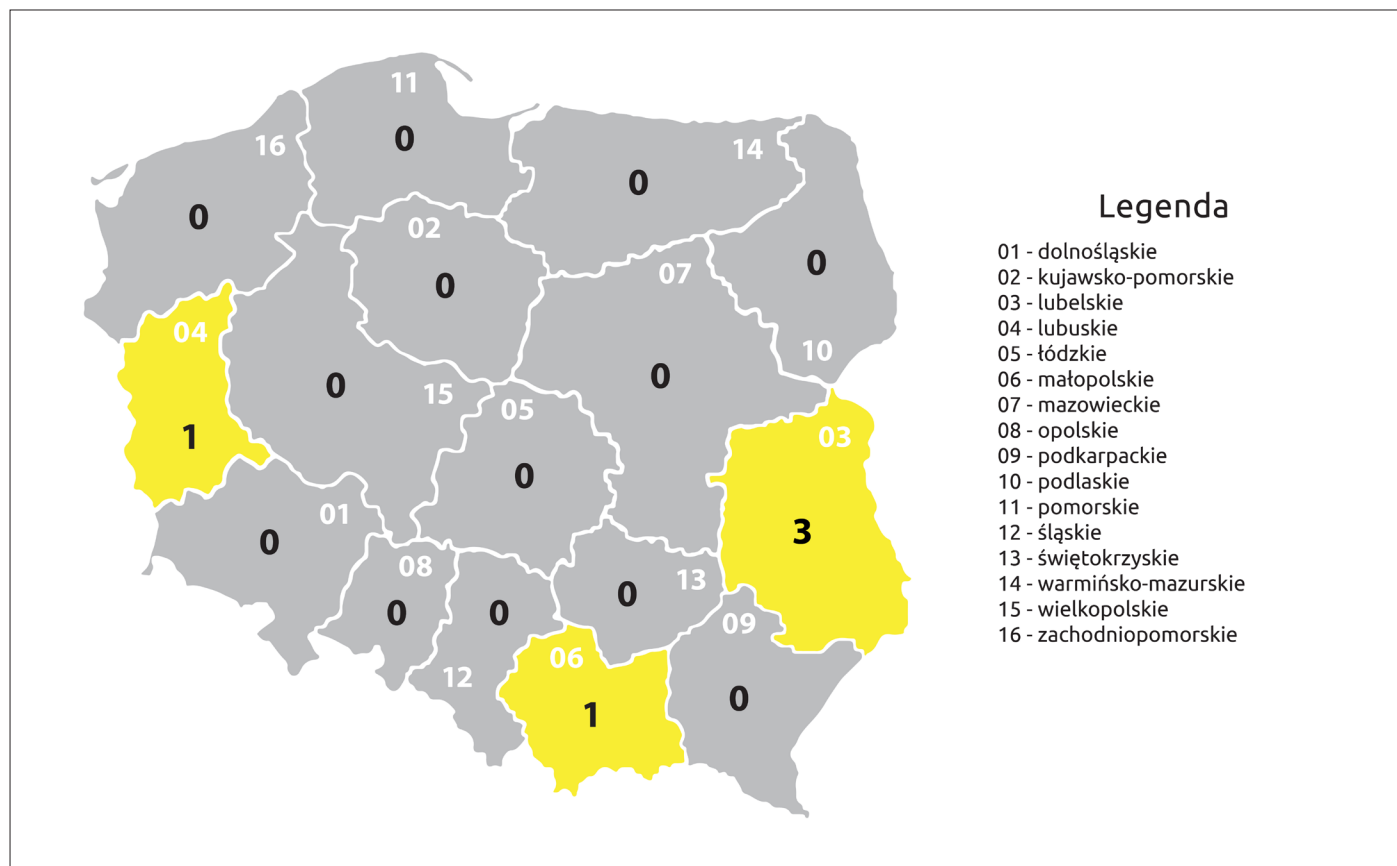 11
0
16
0
14
0
02
0
07
0
0
04
1
0
15
05
0
0
10
03
3
01
0
08
0
0
0
13
09
0
12
06
1
Legenda
01 - dolnośląskie
02 - kujawsko-pomorskie
03 - lubelskie
04 - lubuskie
05 - łódzkie
06 - małopolskie
07 - mazowieckie
08 - opolskie
09 - podkarpackie
10 - podlaskie
11 - pomorskie
12 - śląskie
13 - świętokrzyskie
14 - warmińsko-mazurskie
15 - wielkopolskie
16 - zachodniopomorskie